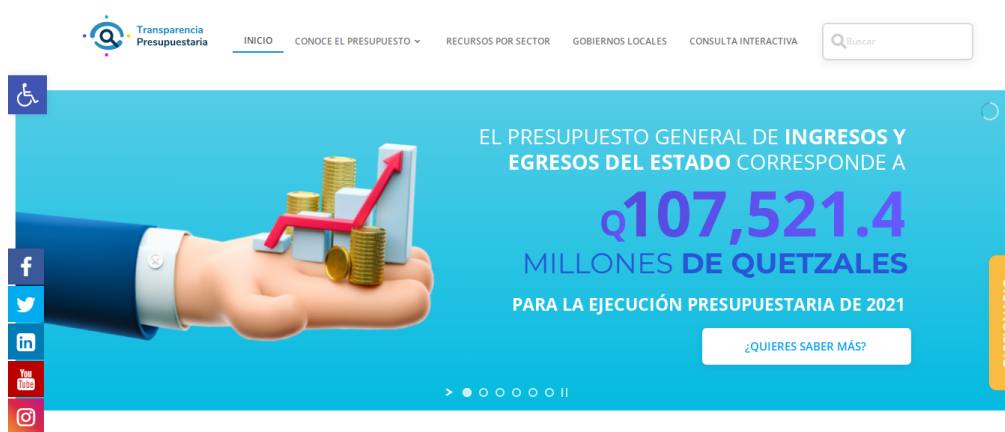 Transparencia
Presupuestaria
INICIO
CONOCE EL PRESUPUESTO
RECURSOS POR SECTOR
GOBIERNOS LOCALES
CONSULTA INTERACTIVA
Buscar
EL PRESUPUESTO GENERAL DE INGRESOS Y
EGRESOS DEL ESTADO CORRESPONDE A
Q107,521.4
MILLONES DE QUETZALES
PARA LA EJECUCIÓN PRESUPUESTARIA DE 2021
¿QUIERES SABER MÁS?
f
in
You
Tube